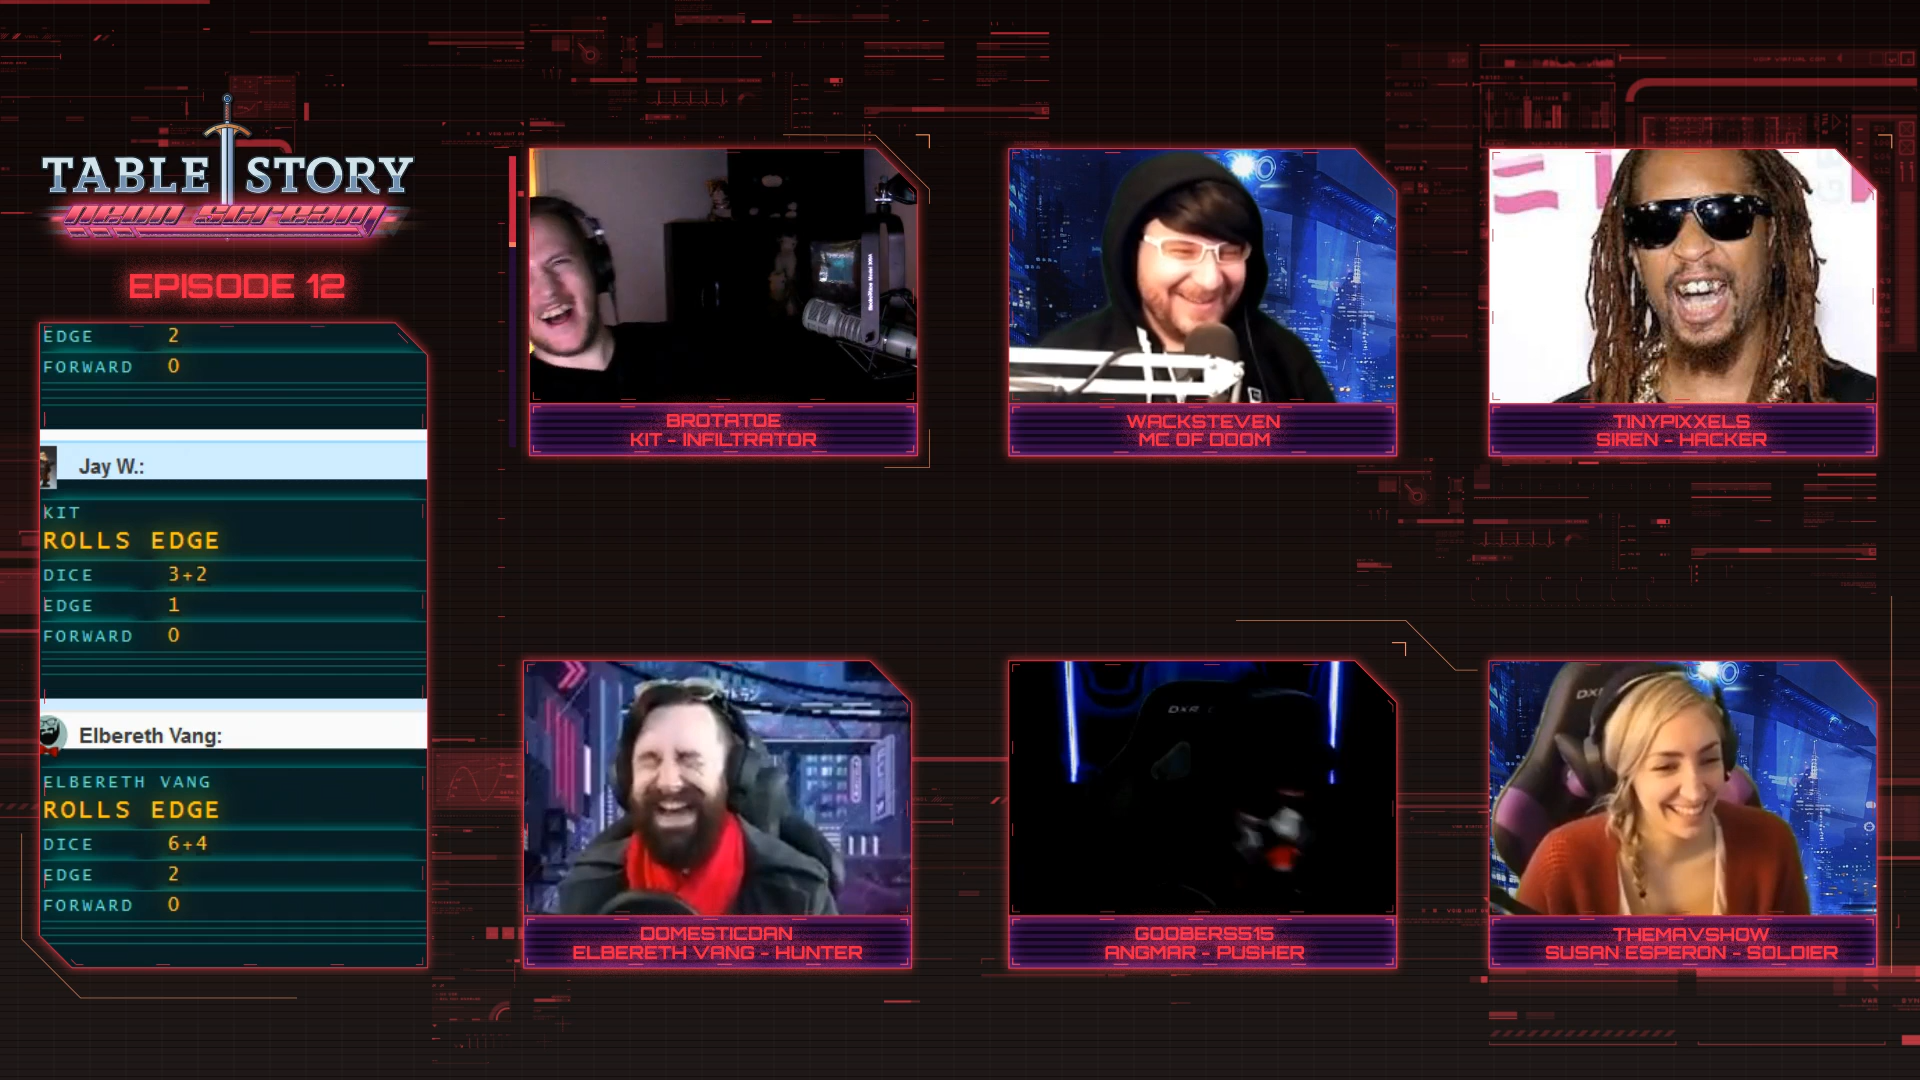 TABLE STORY
neon scream
EPISODE 12
EDGE 2
FORWARD 0
Jay W.:
KIT
ROLLS EDGE
DICE 3+2
EDGE 1
FORWARD 0
Elbereth Vang:
ELBERETH VANG
ROLLS EDGE
DICE 6+4
EDGE 2
FORWARD 0
BROTATOE
KIT - INFILTRATOR
WACKSTEVEN
MC OF DOOM
TINYPIXXELS
SIREN - HACKER
DOMESTICDAN
ELBERETH VANG - HUNTER
GOOBERS515
ANGMAR - PUSHER
THEMAVSHOW
SUSAN ESPERON - SOLDIER